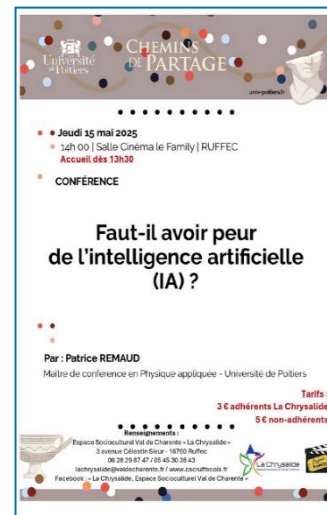 Université
de Poitiers
CHEMINS
DE PARTAGE
univ-poitiers.fr
Jeudi 15 mai 2025
14h 00 | Salle Cinéma le Family | RUFFEC
Accueil dès 13h30
CONFÉRENCE
Faut-il avoir peur
de l'intelligence artificielle
(IA) ?
Par : Patrice REMAUD
Maître de conférence en Physique appliquée - Université de Poitiers
Tarifs :
3 € adhérents La Chrysalide
5 € non-adhérents
Renseignements :
Espace Socioculturel Val de Charente « La Chrysalide »
3 avenue Célestin Sieur - 16700 Ruffec
06 28 29 87 47 / 05 45 30 38 43
lachrysalide@valdecharente.fr / www.cscruffecois.fr
Facebook : « La Chrysalide, Espace Socioculturel Val de Charente »
La Chrysalide